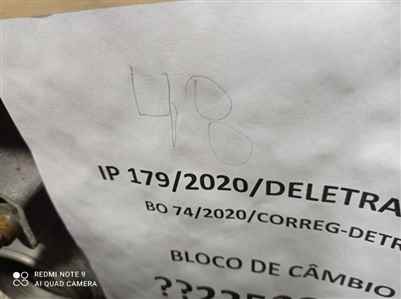 48
IP 179/2020/DELETRA
BO 74/2020/CORREG-DETR
BLOCO DE CÂMBIO
REDMI NOTE 9
AI QUAD CAMERA